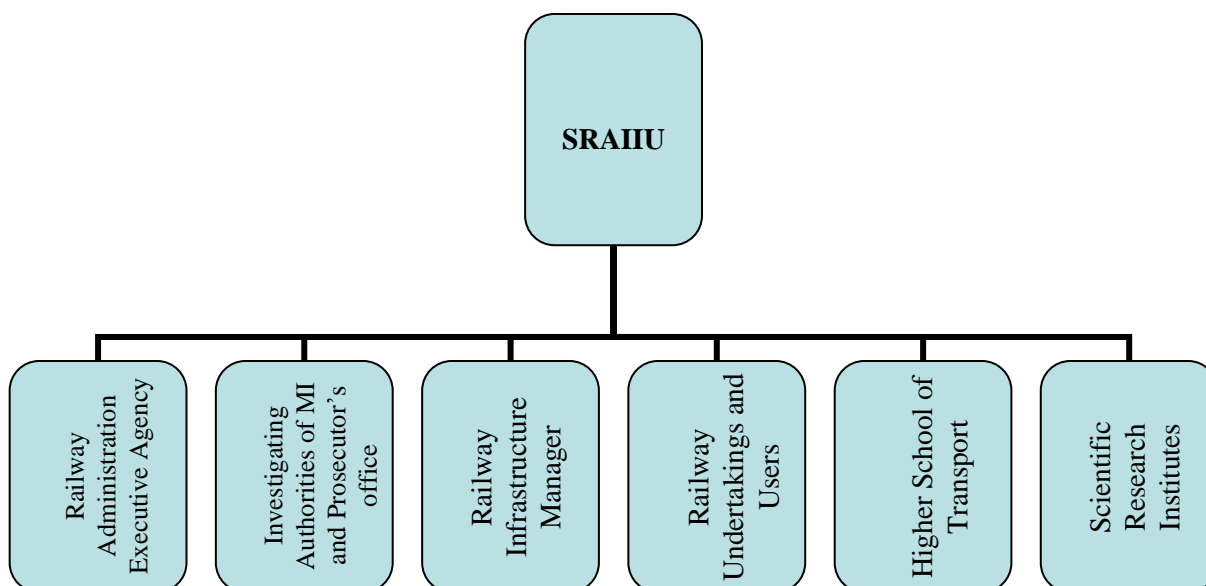 SRAIIU
Railway
Administration
Executive Agency
Investigating
Authorities of MI
and Prosecutor's
office
Railway
Infrastructure
Manager
Railway
Undertakings and
Users
Higher School of
Transport
Scientific
Research
Institutes